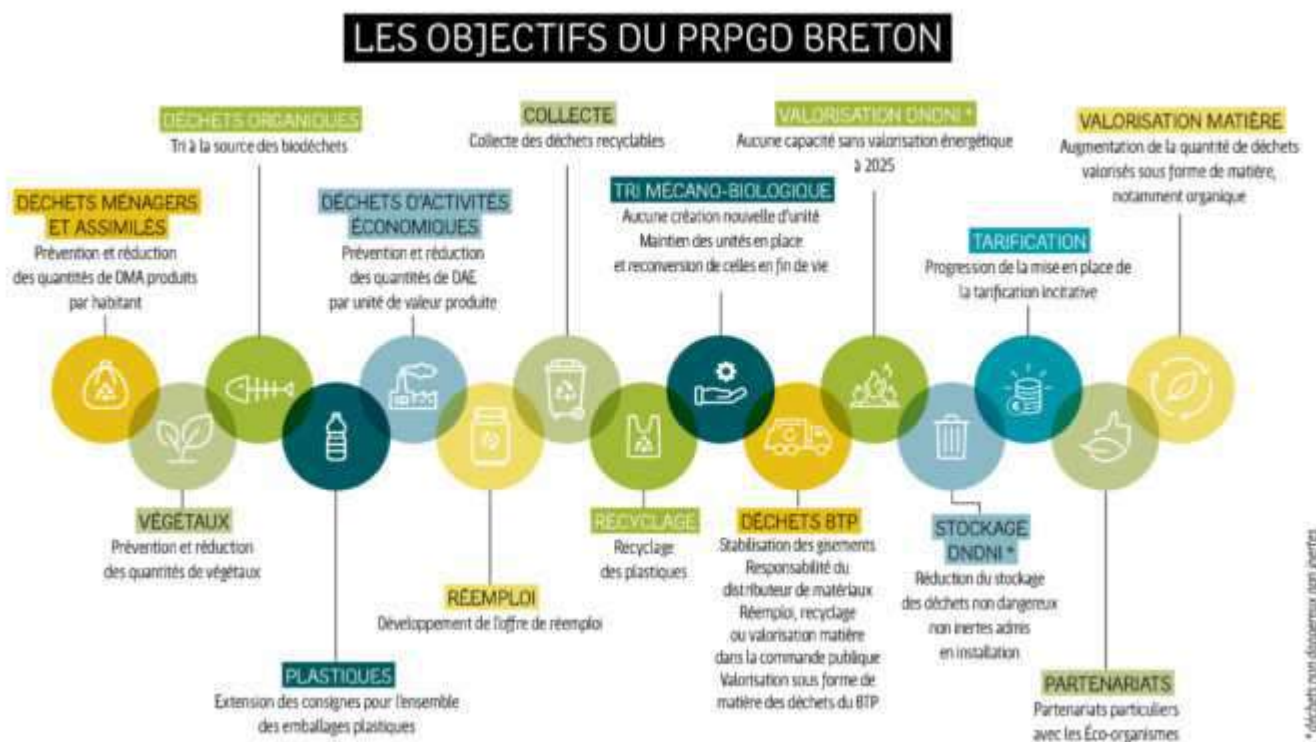 LES OBJECTIFS DU PRPGD BRETON
DÉCHETS MÉNAGERS
ET ASSIMILÉS
Prévention et réduction
des quantités de DMA produits
par habitant
VÉGÉTAUX
Prévention et réduction
des quantités de végétaux
DÉCHETS ORGANIQUES
Tri à la source des biodéchets
PLASTIQUES
Extension des consignes pour l'ensemble
des emballages plastiques
DÉCHETS D'ACTIVITÉS
ÉCONOMIQUES
Prévention et réduction
des quantités de DAE
par unité de valeur produite
RÉEMPLOI
Développement de l'offre de réemploi
COLLECTE
Collecte des déchets recyclables
RECYCLAGE
Recyclage
des plastiques
TRI MÉCANO-BIOLOGIQUE
Aucune création nouvelle d'unité
Maintien des unités en place
et reconversion de celles en fin de vie
DÉCHETS BTP
Stabilisation des gisements
Responsabilité du
distributeur de matériaux
Réemploi, recyclage
ou valorisation matière
dans la commande publique
Valorisation sous forme de
matière des déchets du BTP
VALORISATION DNDNI *
Aucune capacité sans valorisation énergétique
à 2025
STOCKAGE
DNDNI *
Réduction du stockage
des déchets non dangereux
non inertes admis
en installation
TARIFICATION
Progression de la mise en place de
la tarification incitative
PARTENARIATS
Partenariats particuliers
avec les Éco-organismes
VALORISATION MATIÈRE
Augmentation de la quantité de déchets
valorisés sous forme de matière,
notamment organique
* déchets non dangereux non inertes